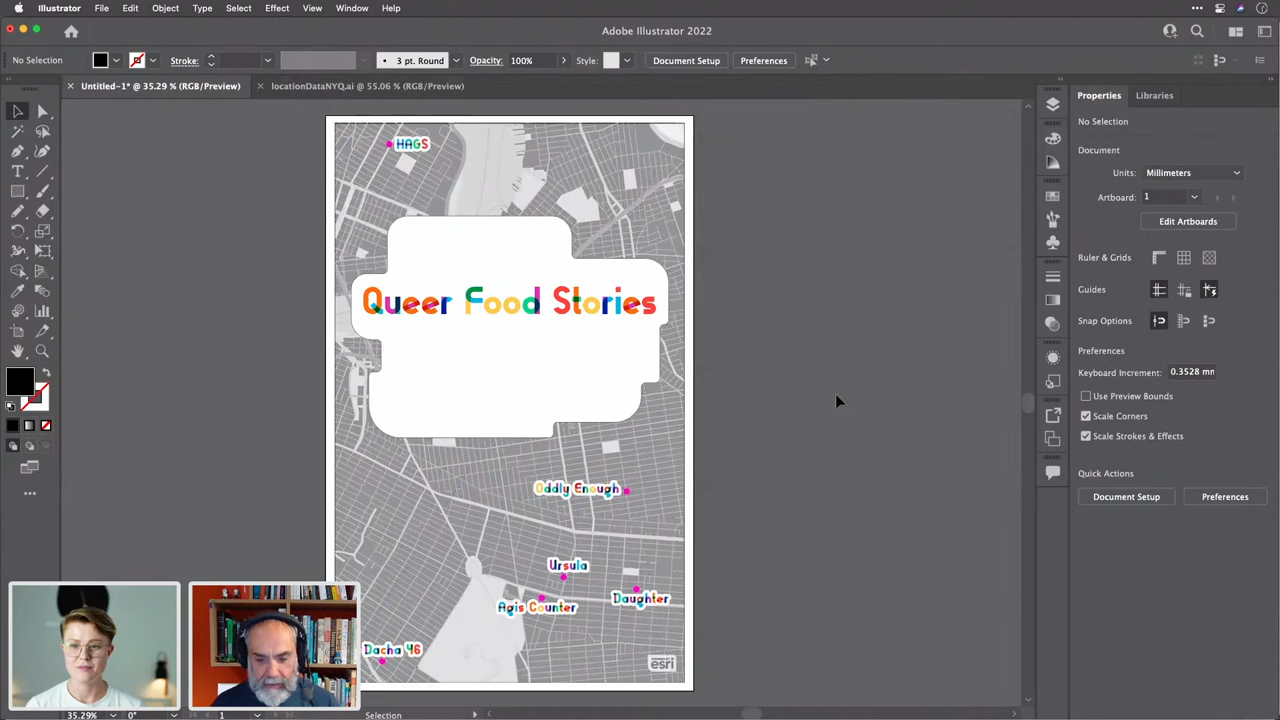 Illustrator File Edit Object Type Select Effect View Window Help
Adobe Illustrator 2022
No Selection
Stroke:
3 pt. Round
Opacity: 100%
Style:
Document Setup
Preferences
Untitled-1* @ 35.29 % (RGB/Preview)
locationDataNYQ.ai @ 55.06 % (RGB/Preview)
Properties
Libraries
No Selection
Document
Units: Millimeters
Artboard: 1
Edit Artboards
Ruler & Grids
Guides
Snap Options
Preferences
Keyboard Increment: 0.3528 mm
Use Preview Bounds
Scale Corners
Scale Strokes & Effects
Quick Actions
Document Setup
Preferences
HAGS
Queer Food Stories
Oddly Enough
Ursula
Agis Counter
Daughter
Dacha 46
esri
35.29%
0°
1
Selection